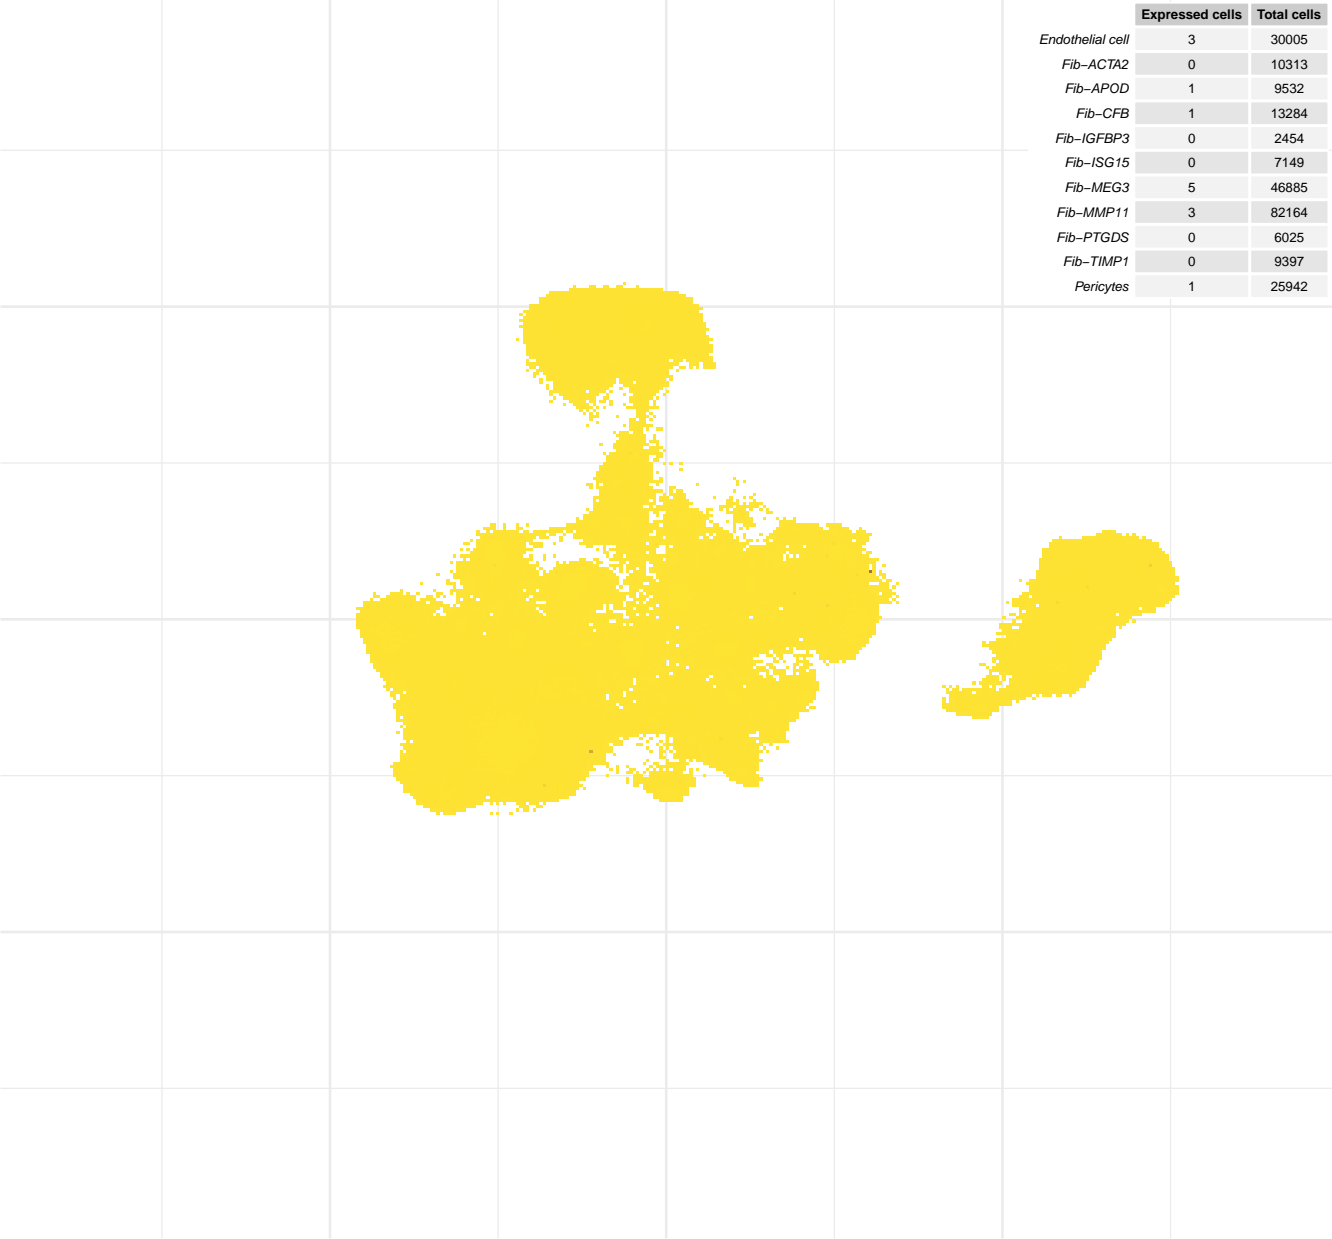 Expressed cells Total cells
Endothelial cell 3 30005
Fib−ACTA2 0 10313
Fib−APOD 1 9532
Fib−CFB 1 13284
Fib−IGFBP3 0 2454
Fib−ISG15 0 7149
Fib−MEG3 5 46885
Fib−MMP11 3 82164
Fib−PTGDS 0 6025
Fib−TIMP1 0 9397
Pericytes 1 25942